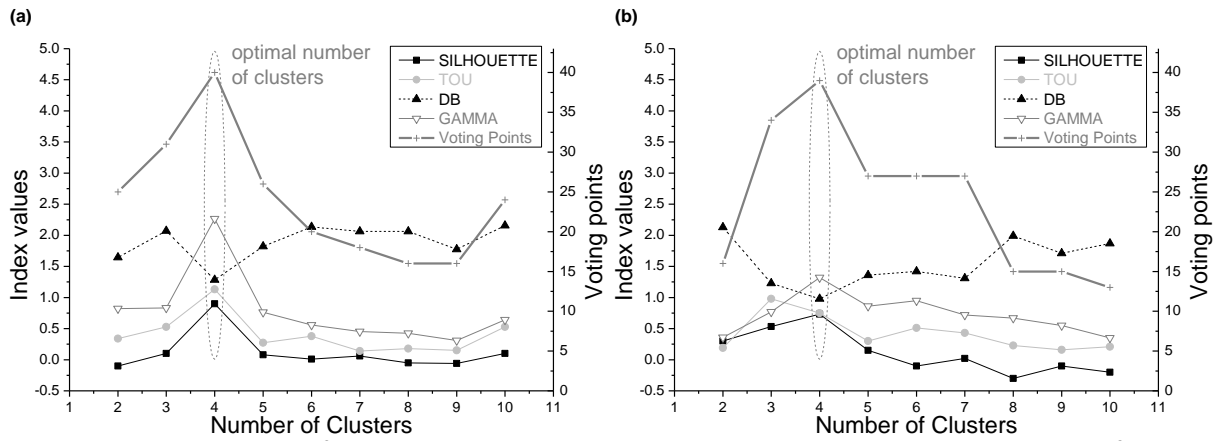 (a)
optimal number
of clusters
SILHOUETTE
TOU
DB
GAMMA
Voting Points
5.0
4.5
4.0
3.5
3.0
2.5
2.0
1.5
1.0
0.5
0.0
-0.5
Index values
40
35
30
25
20
15
10
5
0
Voting points
1 2 3 4 5 6 7 8 9 10 11
Number of Clusters
(b)
optimal number
of clusters
SILHOUETTE
TOU
DB
GAMMA
Voting Points
5.0
4.5
4.0
3.5
3.0
2.5
2.0
1.5
1.0
0.5
0.0
-0.5
Index values
40
35
30
25
20
15
10
5
0
Voting points
1 2 3 4 5 6 7 8 9 10 11
Number of Clusters